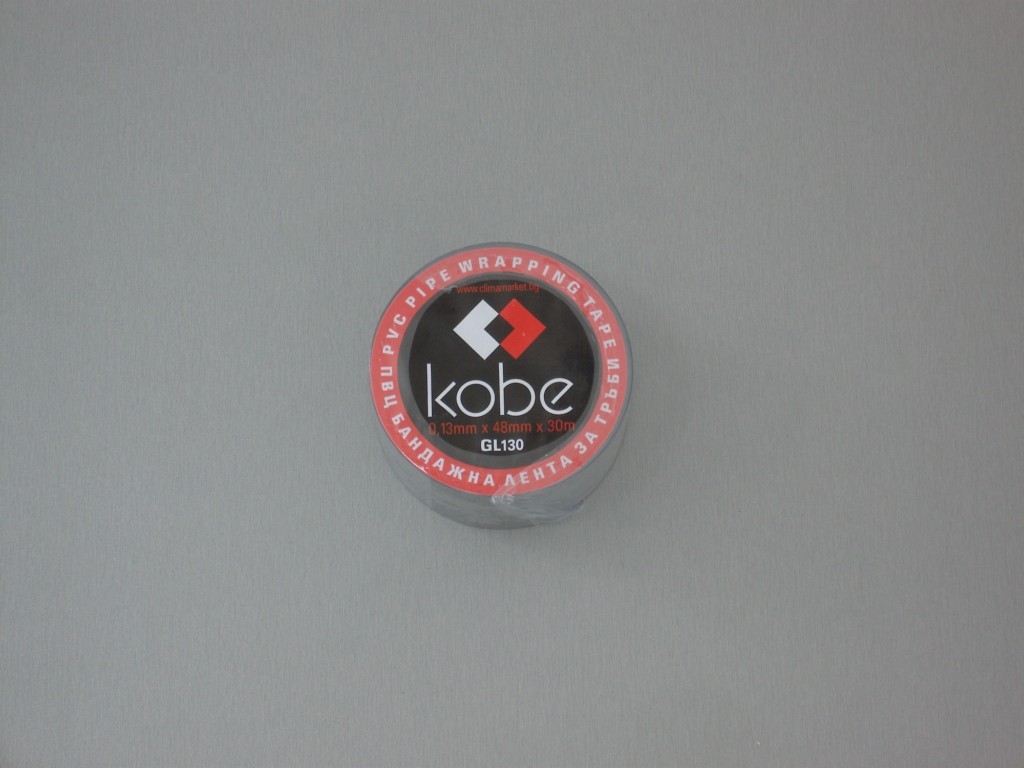 PVC PIPE WRAPPING TAPE
www.climamarket.bg
kobe
0,13mm x 48mm x 30m
GL130
ПВЦ БАНДАЖНА ЛЕНТА ЗА ТРЪБИ